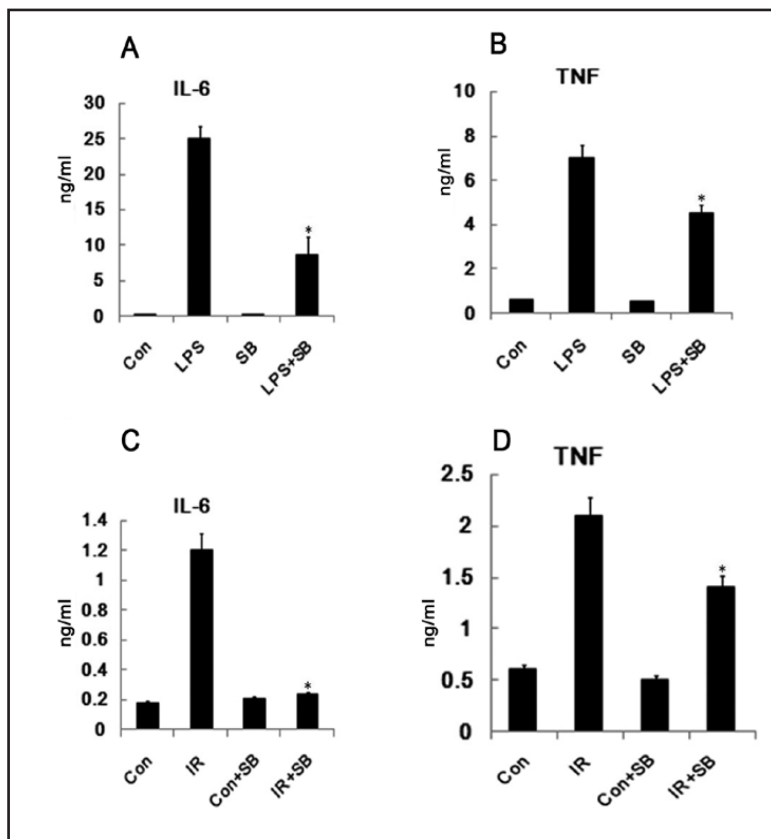 A
IL-6
ng/ml
30
25
20
15
10
5
0
*
Con LPS SB LPS+SB
B
TNF
ng/ml
10
8
6
4
2
0
*
Con LPS SB LPS+SB
C
IL-6
ng/ml
1.4
1.2
1
0.8
0.6
0.4
0.2
0
*
Con IR Con+SB IR+SB
D
TNF
ng/ml
2.5
2
1.5
1
0.5
0
*
Con IR Con+SB IR+SB